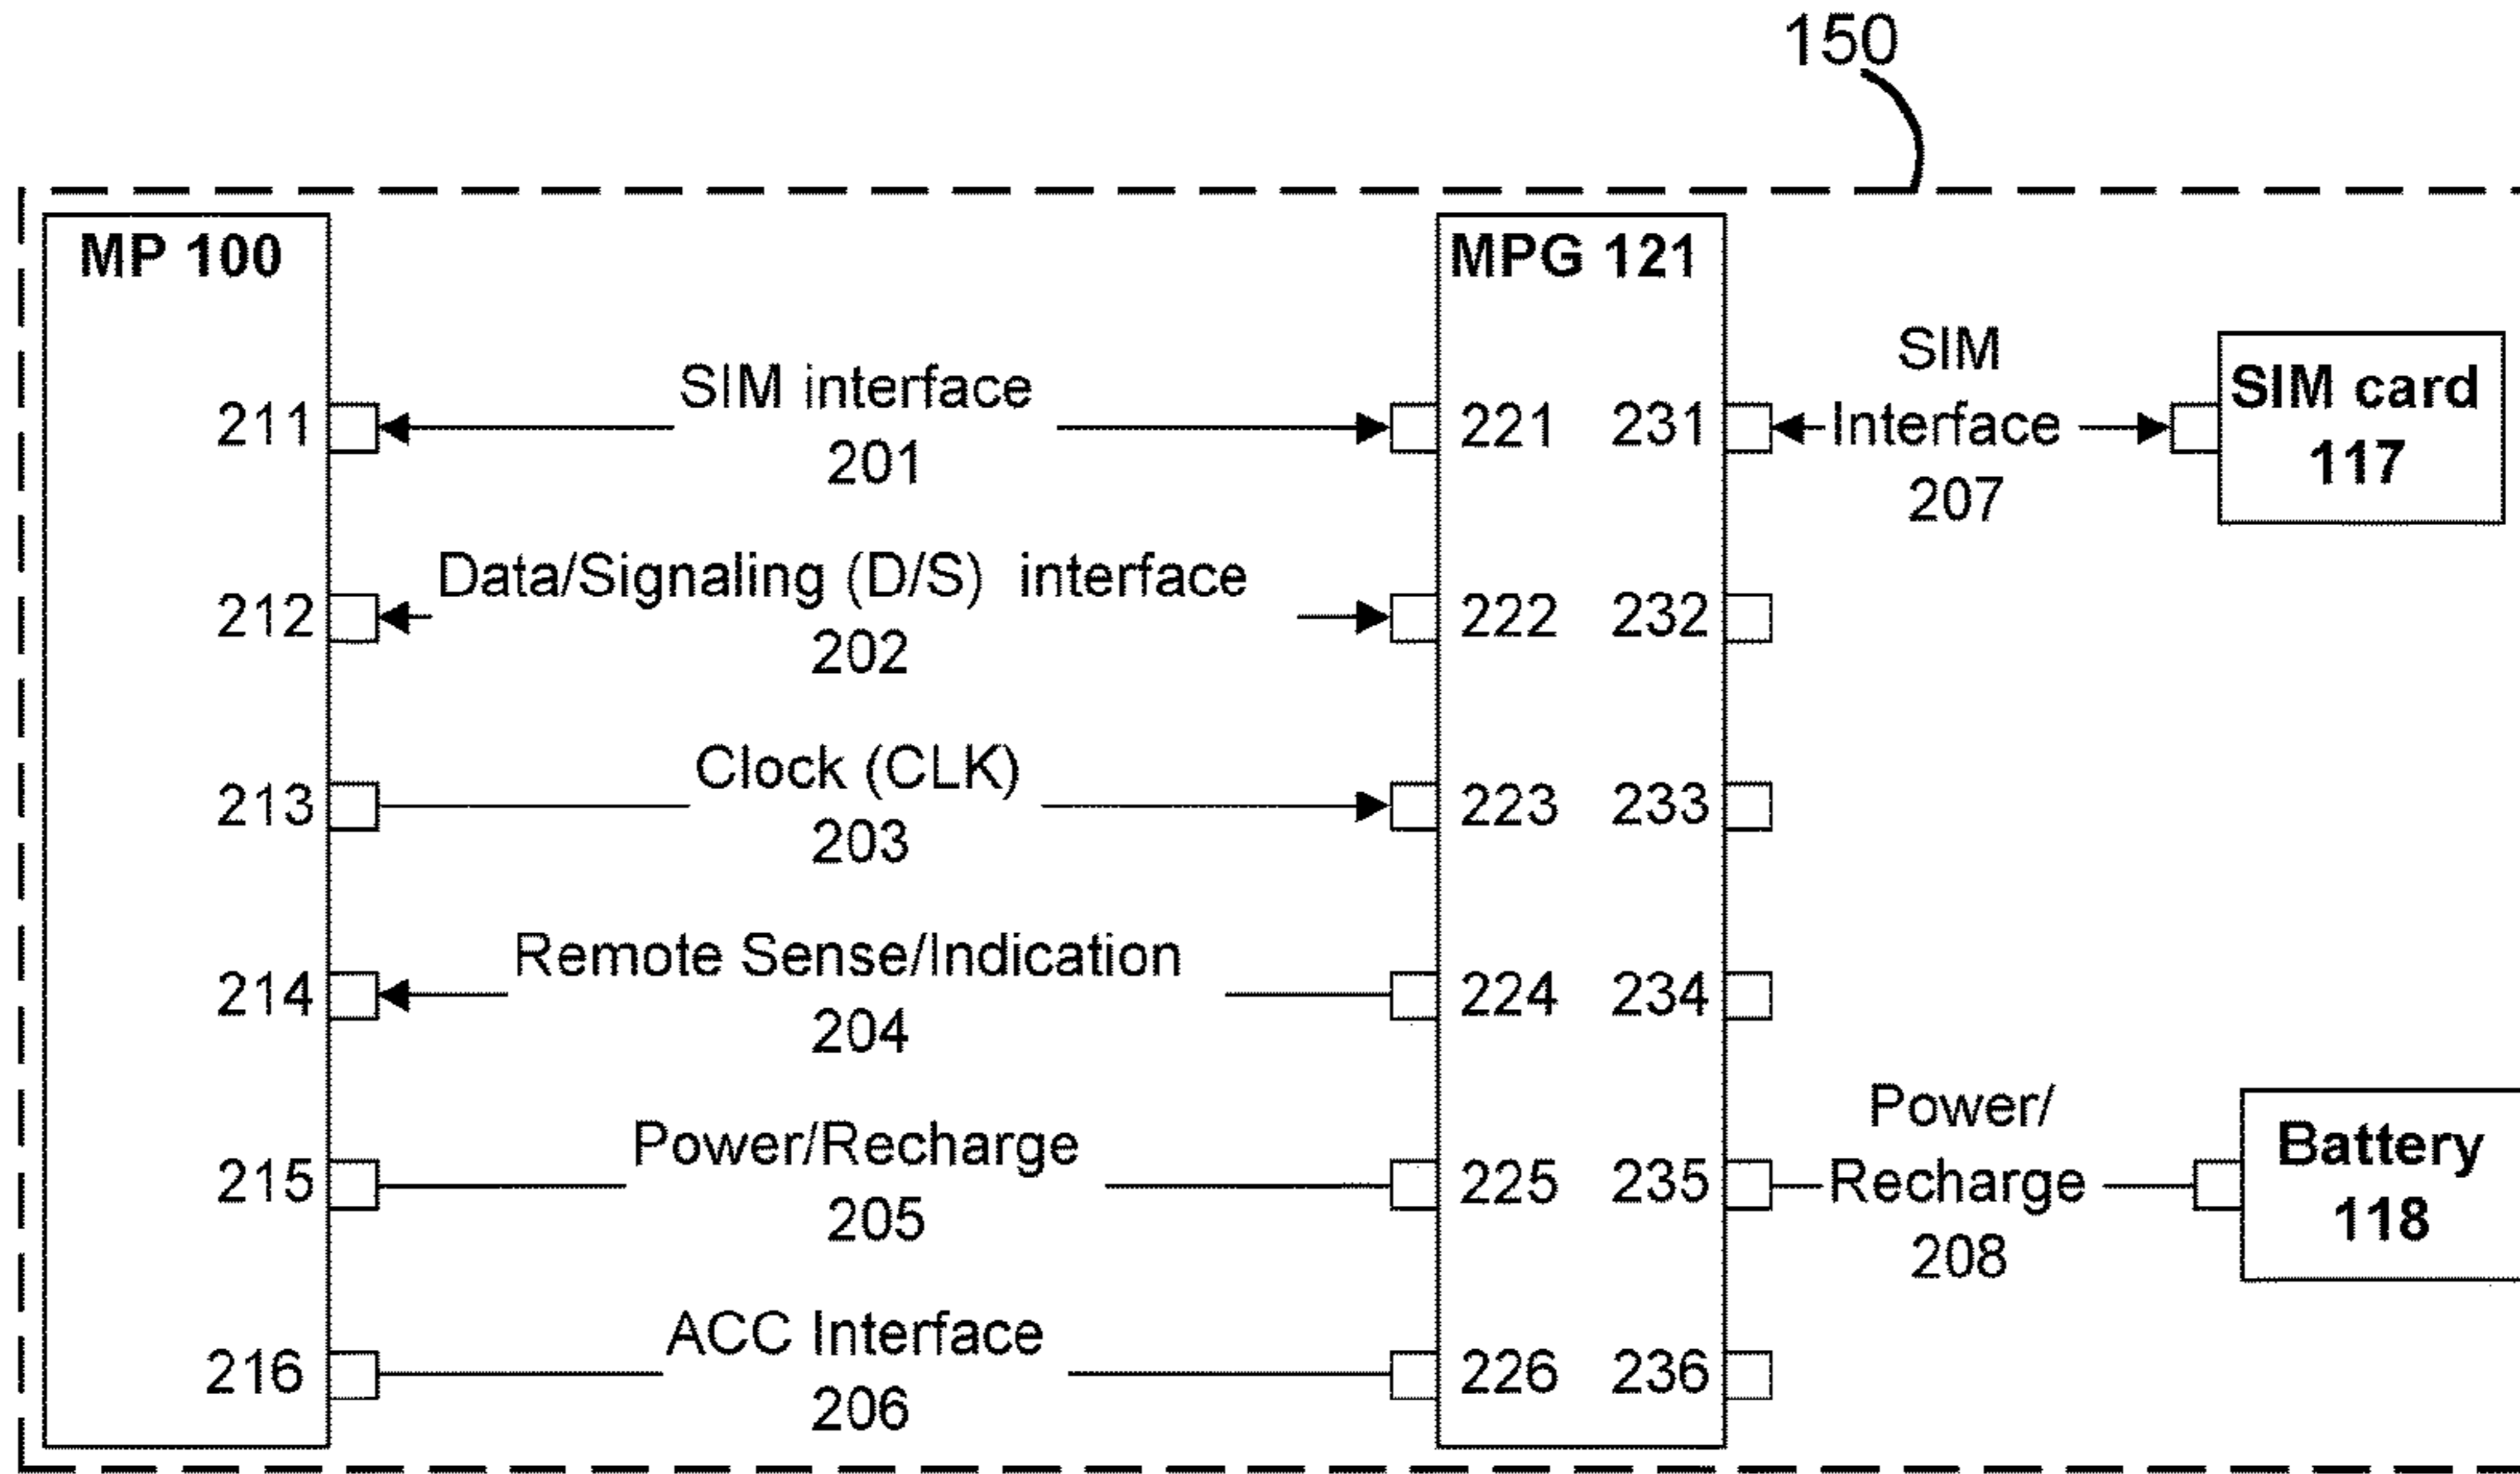 150
MP 100
MPG 121
SIM interface
201
211
221
231
SIM
Interface
207
SIM card
117
Data/Signaling (D/S) interface
202
212
222
232
Clock (CLK)
203
213
223
233
Remote Sense/Indication
204
214
224
234
Power/Recharge
205
215
225
235
Power/
Recharge
208
Battery
118
ACC Interface
206
216
226
236